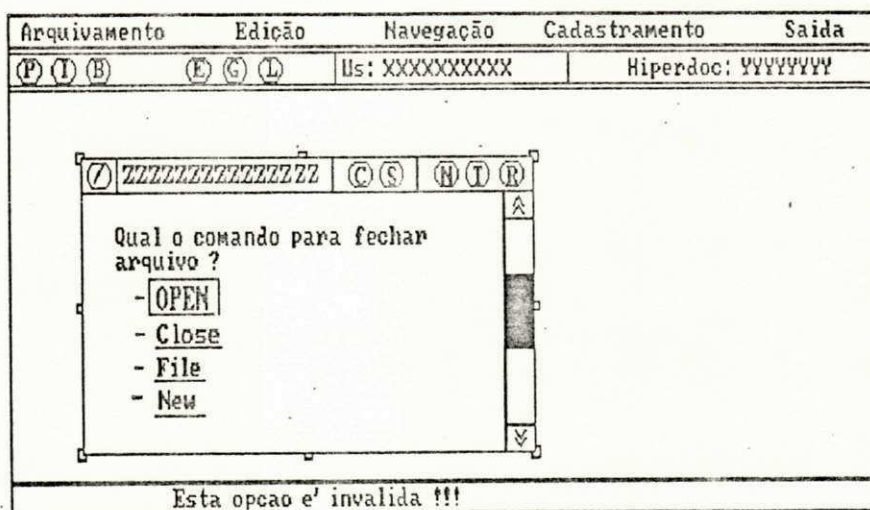 Arquivamento Edição Navegação Cadastramento Saida
P I B E G L Us: XXXXXXXXXX Hiperdoc: YYYYYYYY
/ ZZZZZZZZZZZZZZZ C S N I R
Qual o comando para fechar
arquivo ?
- OPEN
- Close
- File
- New
Esta opcao e' invalida !!!